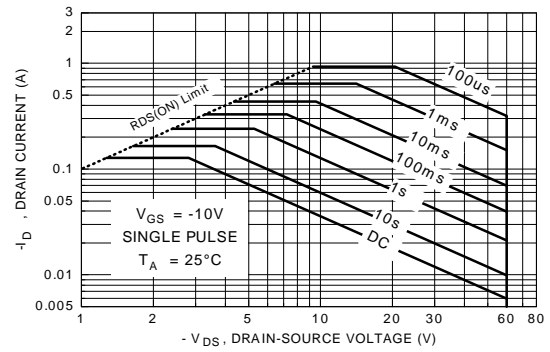 3
2
1
0.5
0.1
0.05
0.01
0.005
-I_D , DRAIN CURRENT (A)
RDS(ON) Limit
100us
1ms
10ms
100ms
1s
10s
DC
V_GS = -10V
SINGLE PULSE
T_A = 25°C
1 2 5 10 20 30 60 80
- V_DS , DRAIN-SOURCE VOLTAGE (V)